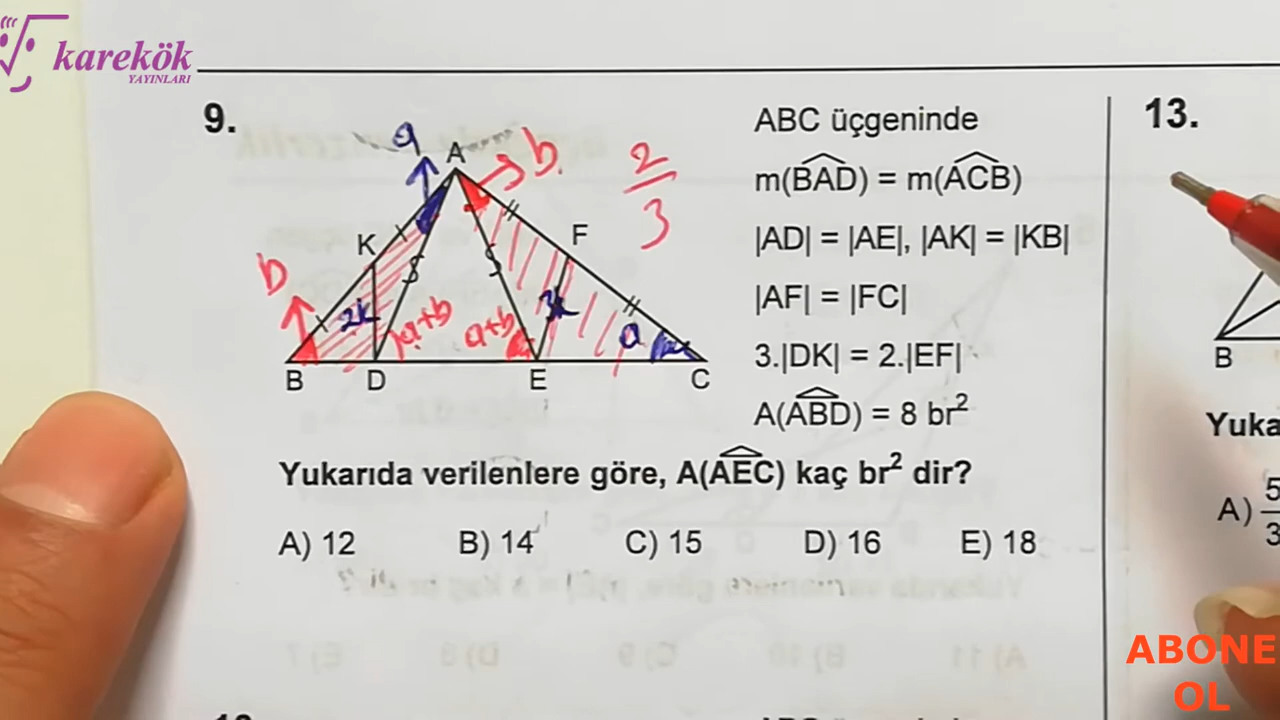 karekök
YAYINLARI
9.
ABC üçgeninde
m(BAD) = m(ACB)
|AD| = |AE|, |AK| = |KB|
|AF| = |FC|
3.|DK| = 2.|EF|
A(ABD) = 8 br²
a
A
b
2
3
K
F
b
2k
a+b
a+b
3k
a
B
D
E
C
Yukarıda verilenlere göre, A(AEC) kaç br² dir?
A) 12 B) 14 C) 15 D) 16 E) 18
13.
B
Yuka
A) 5
3
ABONE
OL